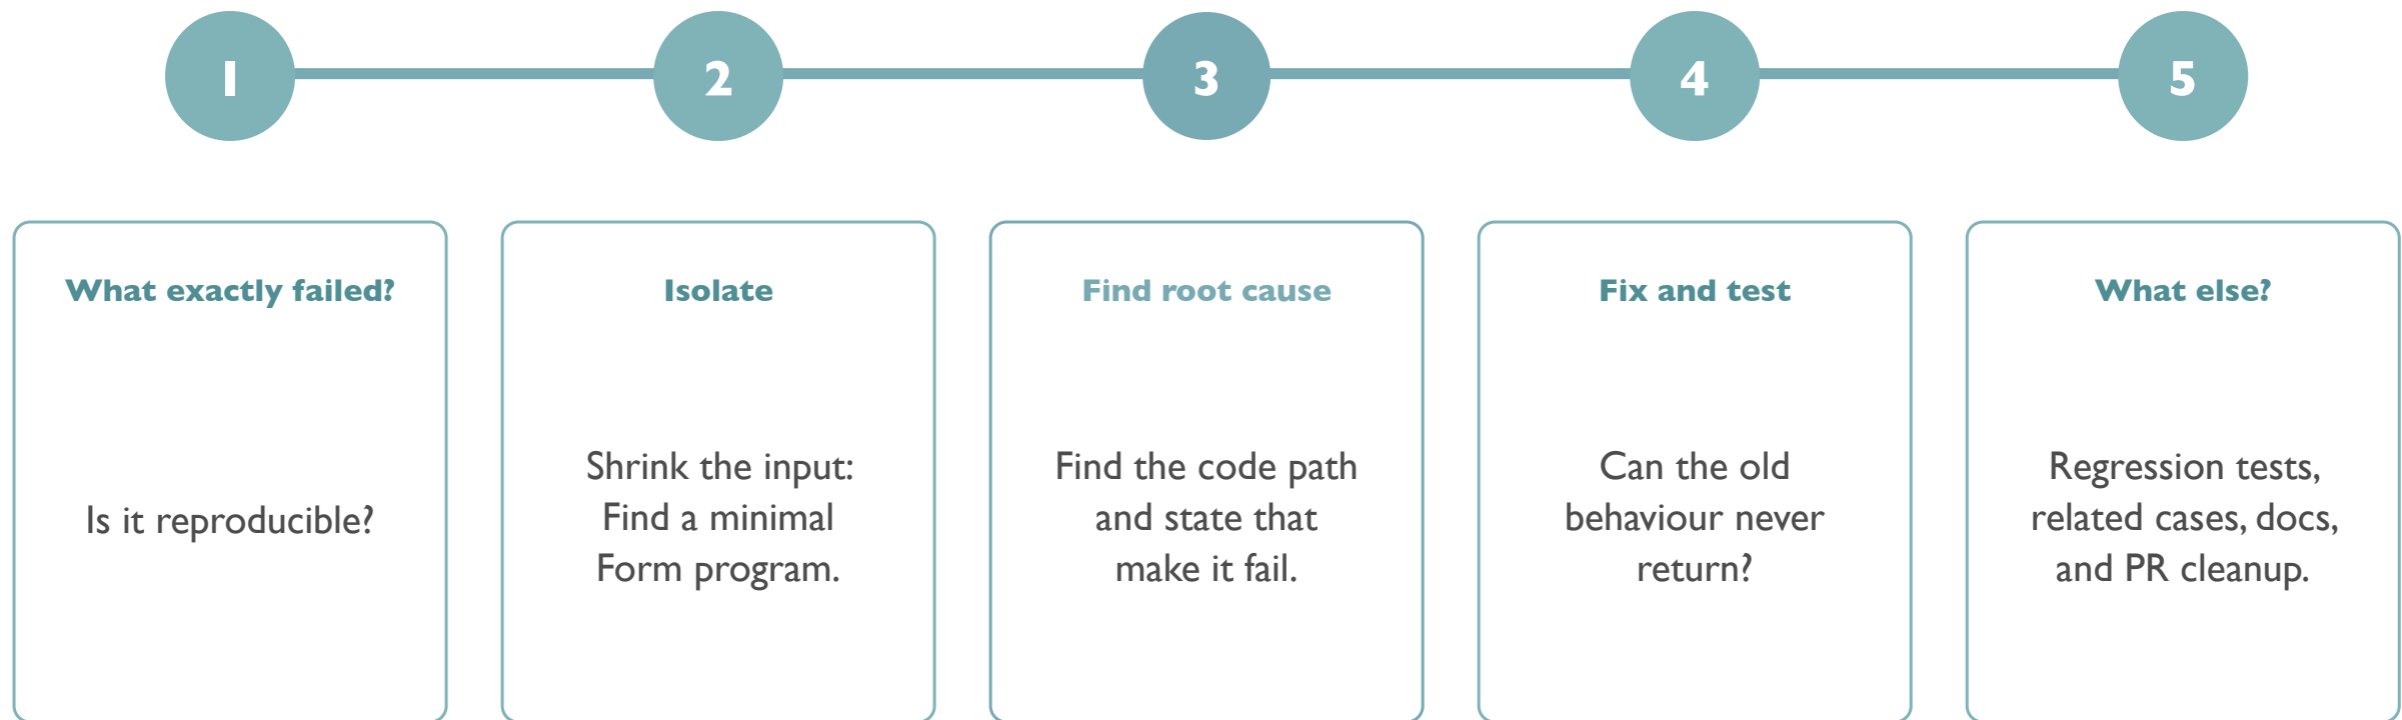 1
2
3
4
5
What exactly failed?
Is it reproducible?
Isolate
Shrink the input:
Find a minimal
Form program.
Find root cause
Find the code path
and state that
make it fail.
Fix and test
Can the old
behaviour never
return?
What else?
Regression tests,
related cases, docs,
and PR cleanup.